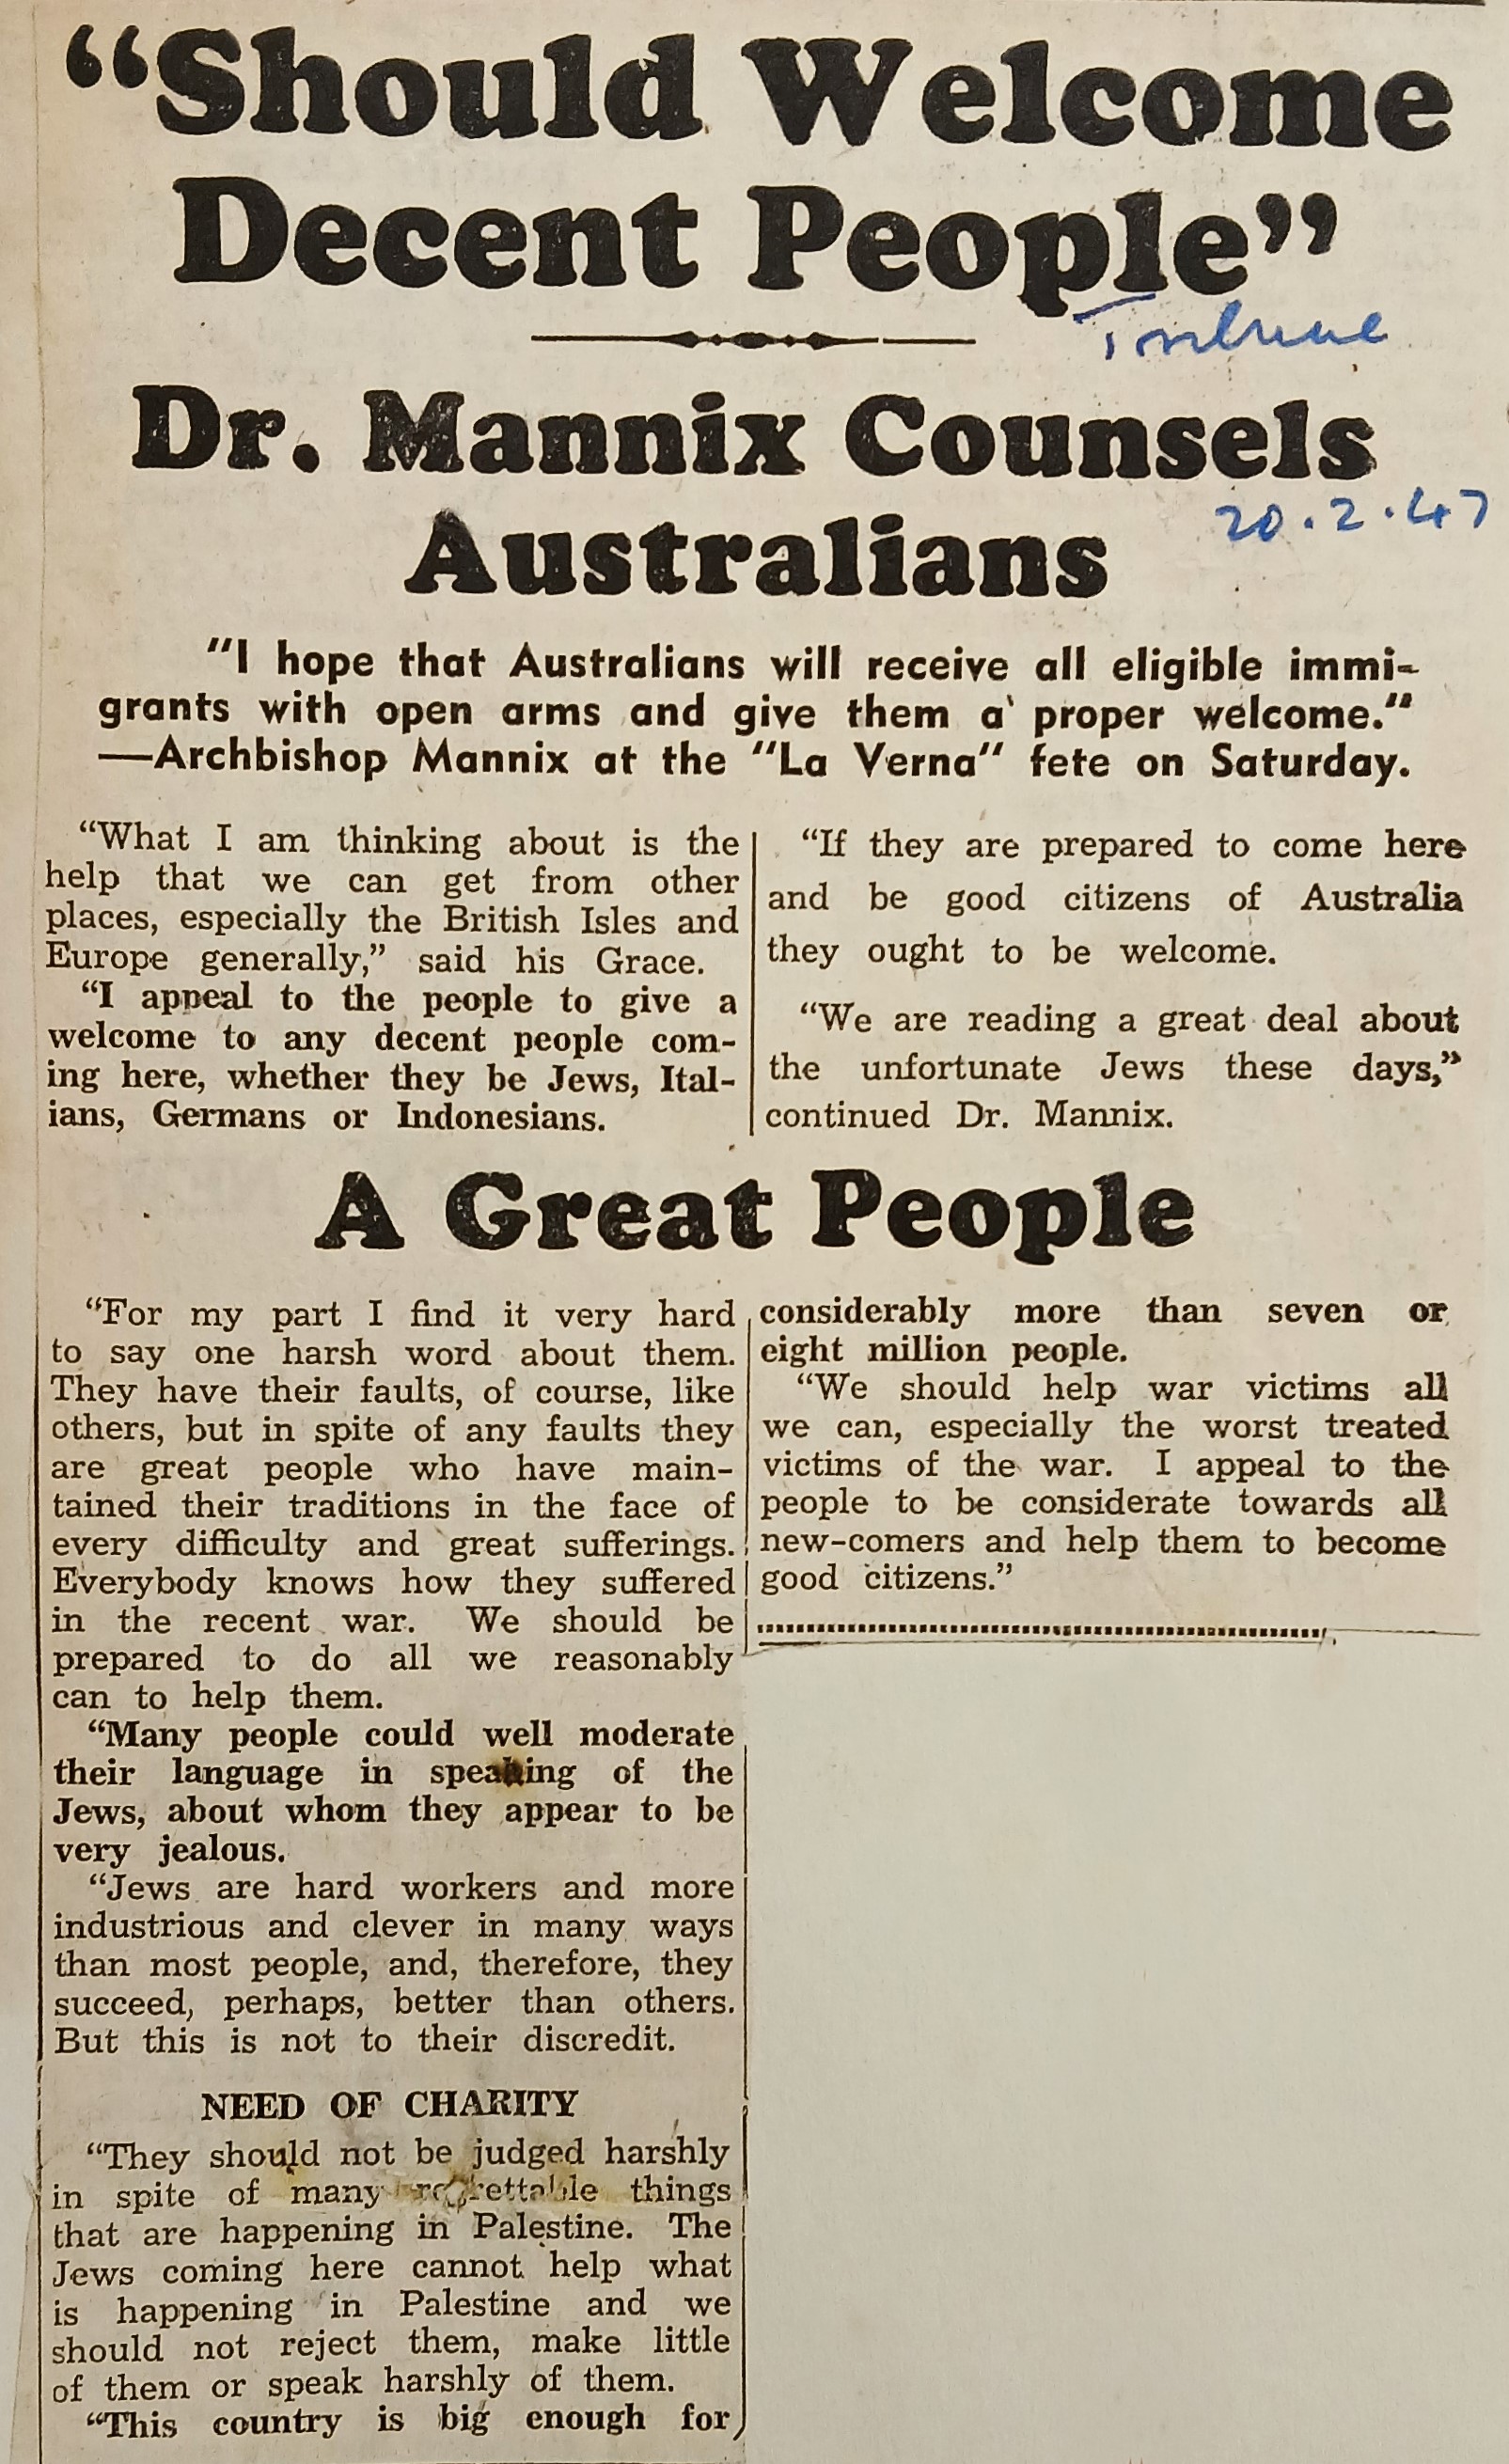 “Should Welcome
Decent People”
Tribune
Dr. Mannix Counsels
Australians
20.2.47
"I hope that Australians will receive all eligible immi-
grants with open arms and give them a proper welcome."
—Archbishop Mannix at the "La Verna" fete on Saturday.
“What I am thinking about is the
help that we can get from other
places, especially the British Isles and
Europe generally,” said his Grace.
“I appeal to the people to give a
welcome to any decent people com-
ing here, whether they be Jews, Ital-
ians, Germans or Indonesians.
“If they are prepared to come here
and be good citizens of Australia
they ought to be welcome.
“We are reading a great deal about
the unfortunate Jews these days,”
continued Dr. Mannix.
A Great People
“For my part I find it very hard
to say one harsh word about them.
They have their faults, of course, like
others, but in spite of any faults they
are great people who have main-
tained their traditions in the face of
every difficulty and great sufferings.
Everybody knows how they suffered
in the recent war. We should be
prepared to do all we reasonably
can to help them.
“Many people could well moderate
their language in speaking of the
Jews, about whom they appear to be
very jealous.
“Jews are hard workers and more
industrious and clever in many ways
than most people, and, therefore, they
succeed, perhaps, better than others.
But this is not to their discredit.
NEED OF CHARITY
“They should not be judged harshly
in spite of many regrettable things
that are happening in Palestine. The
Jews coming here cannot help what
is happening in Palestine and we
should not reject them, make little
of them or speak harshly of them.
“This country is big enough for
considerably more than seven or
eight million people.
“We should help war victims all
we can, especially the worst treated
victims of the war. I appeal to the
people to be considerate towards all
new-comers and help them to become
good citizens.”